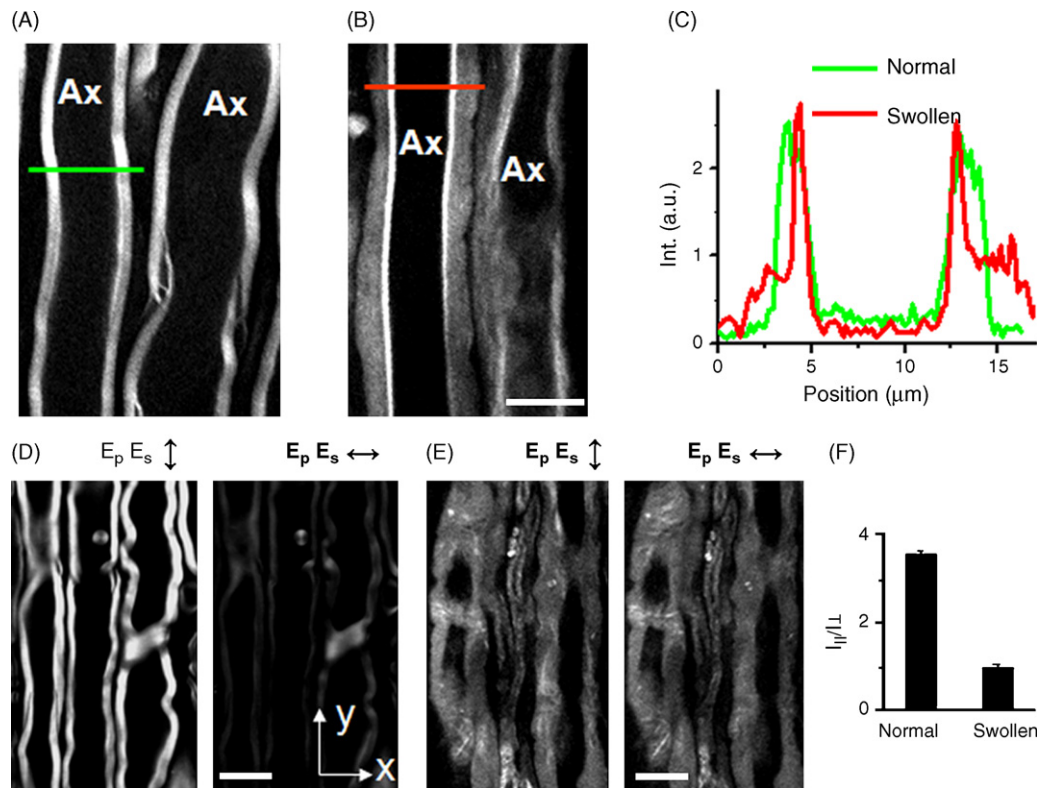 (A)
(B)
(C)
Ax
Ax
Ax
Ax
Normal
Swollen
Int. (a.u.)
2
1
0
0
5
10
15
Position (μm)
(D)
Ep Es ↕
Ep Es ↔
(E)
Ep Es ↕
Ep Es ↔
(F)
y
x
I||/I⊥
4
2
0
Normal
Swollen